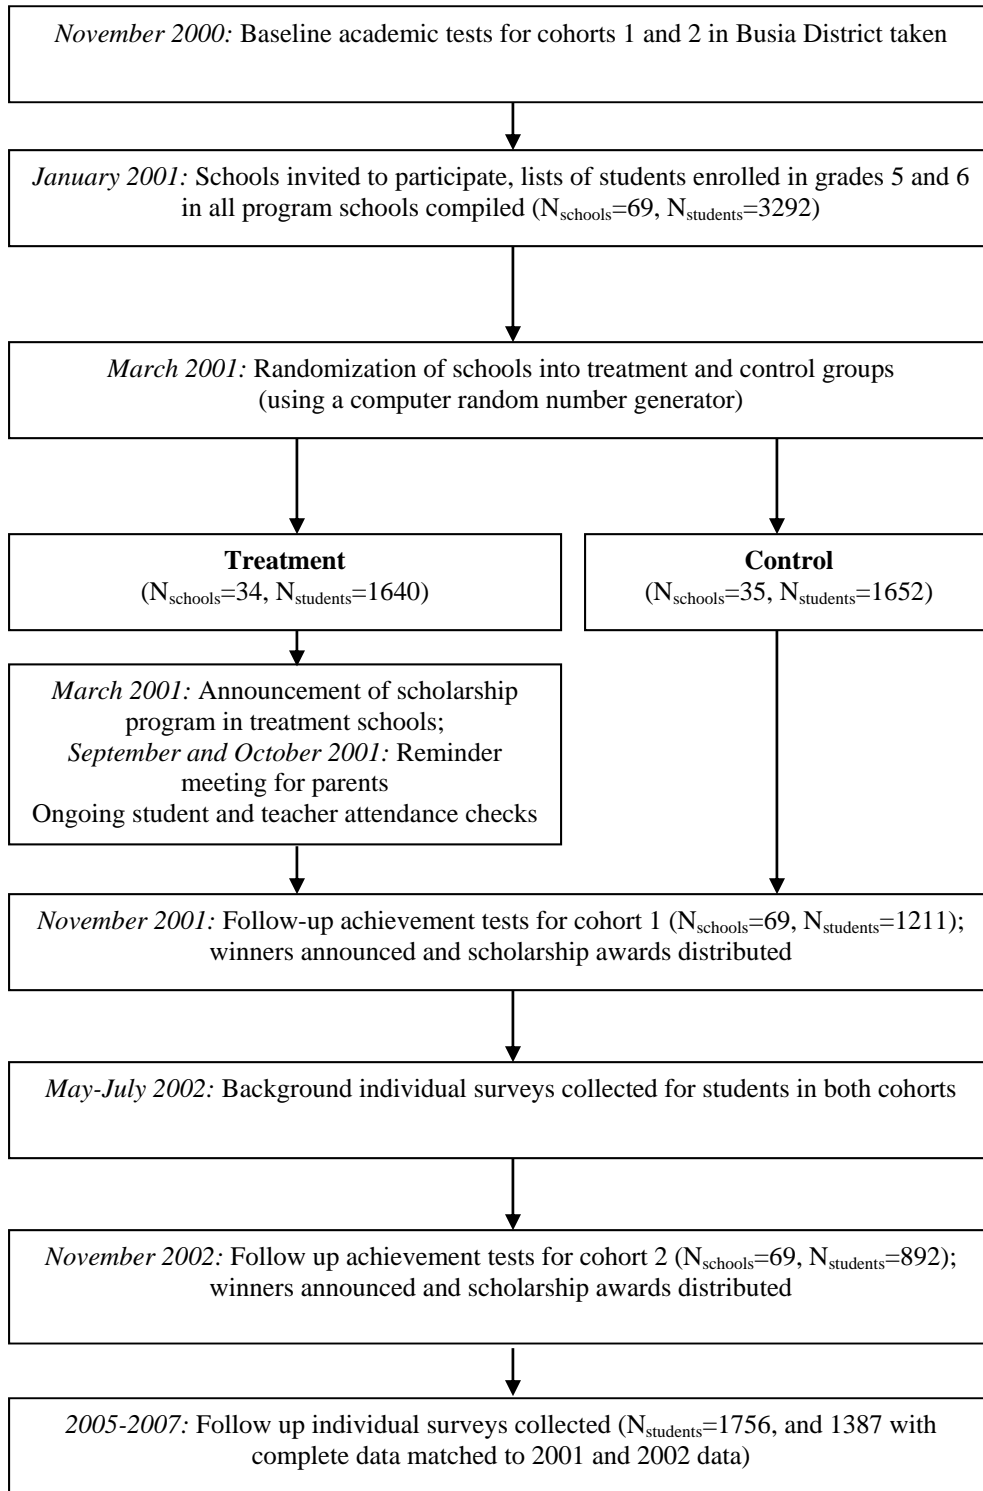 November 2000: Baseline academic tests for cohorts 1 and 2 in Busia District taken
January 2001: Schools invited to participate, lists of students enrolled in grades 5 and 6
in all program schools compiled (Nschools=69, Nstudents=3292)
March 2001: Randomization of schools into treatment and control groups
(using a computer random number generator)
Treatment
(Nschools=34, Nstudents=1640)
Control
(Nschools=35, Nstudents=1652)
March 2001: Announcement of scholarship
program in treatment schools;
September and October 2001: Reminder
meeting for parents
Ongoing student and teacher attendance checks
November 2001: Follow-up achievement tests for cohort 1 (Nschools=69, Nstudents=1211);
winners announced and scholarship awards distributed
May-July 2002: Background individual surveys collected for students in both cohorts
November 2002: Follow up achievement tests for cohort 2 (Nschools=69, Nstudents=892);
winners announced and scholarship awards distributed
2005-2007: Follow up individual surveys collected (Nstudents=1756, and 1387 with
complete data matched to 2001 and 2002 data)